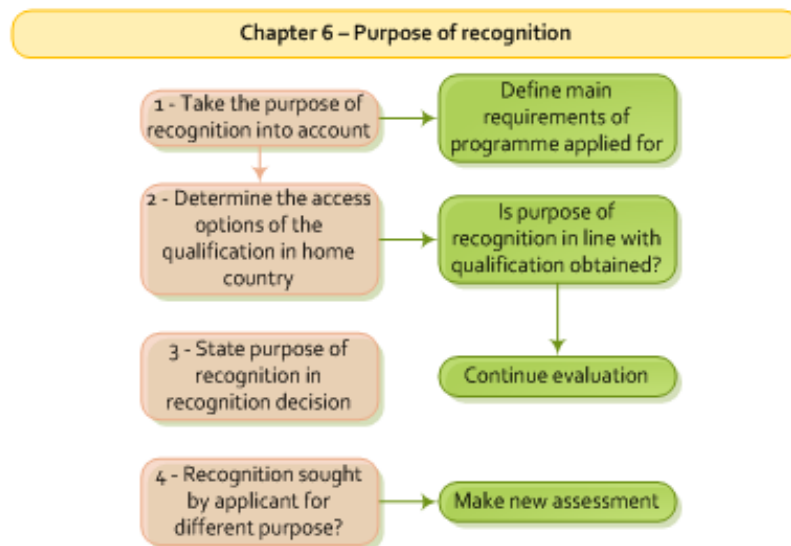 Chapter 6 – Purpose of recognition
1 - Take the purpose of
recognition into account
Define main
requirements of
programme applied for
2 - Determine the access
options of the
qualification in home
country
Is purpose of
recognition in line with
qualification obtained?
3 - State purpose of
recognition in
recognition decision
Continue evaluation
4 - Recognition sought
by applicant for
different purpose?
Make new assessment